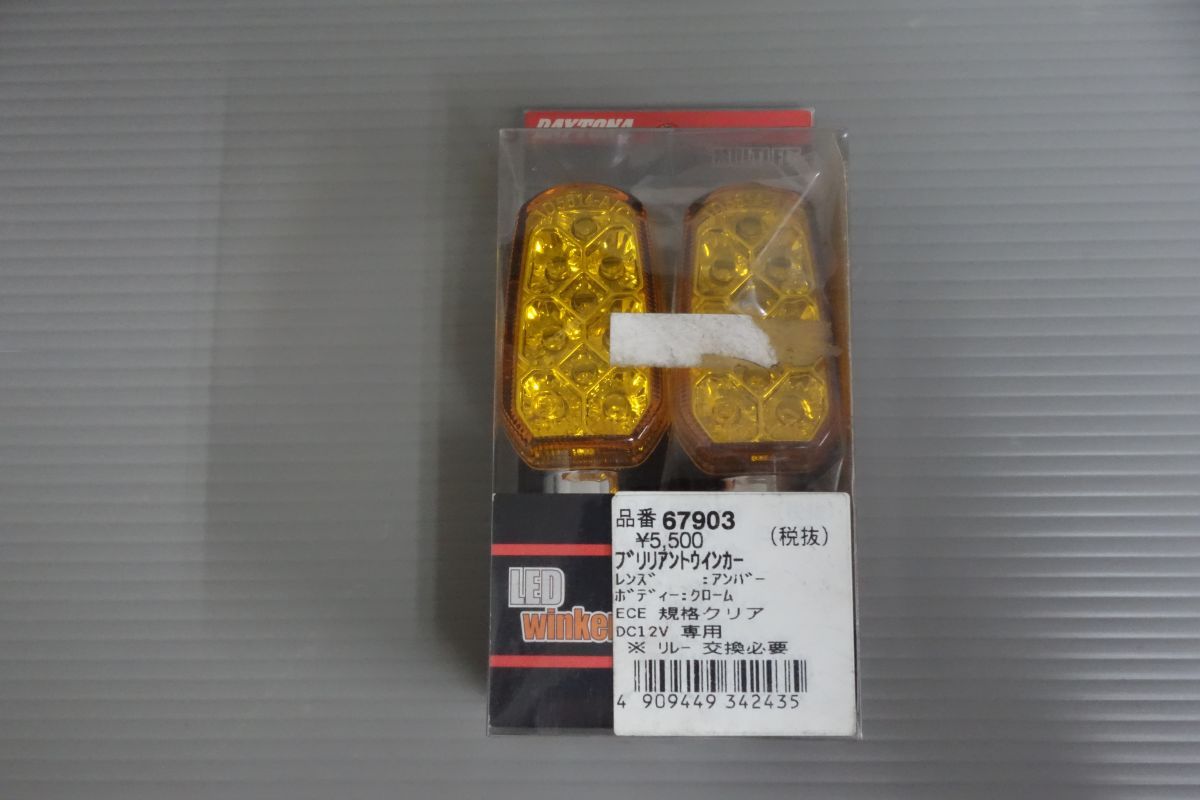 DAYTONA
品番 67903
¥5,500 (税抜)
ブリリアントウインカー
レンズ :アンバー
ボディー:クローム
ECE 規格クリア
DC12V 専用
※ リレー 交換必要
4 909449 342435
LED
winker